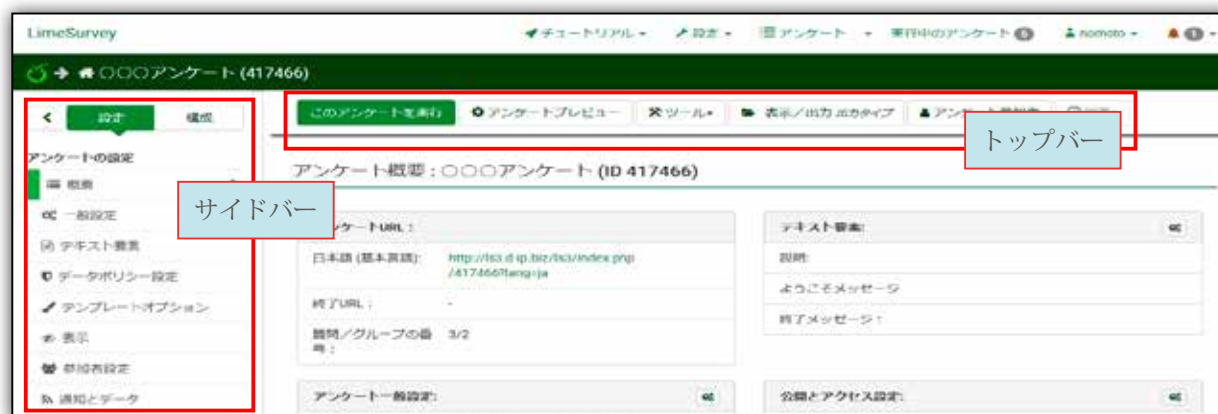 LimeSurvey
チュートリアル 設定 アンケート 実行中のアンケート nomoto
○○○アンケート (417466)
設定 構成
このアンケートを実行 アンケートプレビュー ツール 表示/出力
トップバー
アンケートの設定
アンケート概要 : ○○○アンケート (ID 417466)
概要
サイドバー
一般設定
ンケートURL :
テキスト要素:
テキスト要素
日本語 (基本言語):
説明:
データポリシー設定
/417466?lang=ja
ようこそメッセージ
テンプレートオプション
終了URL : -
終了メッセージ :
表示
質問/グループの番号 : 3/2
参加者設定
通知とデータ
アンケート一般設定:
公開とアクセス設定: